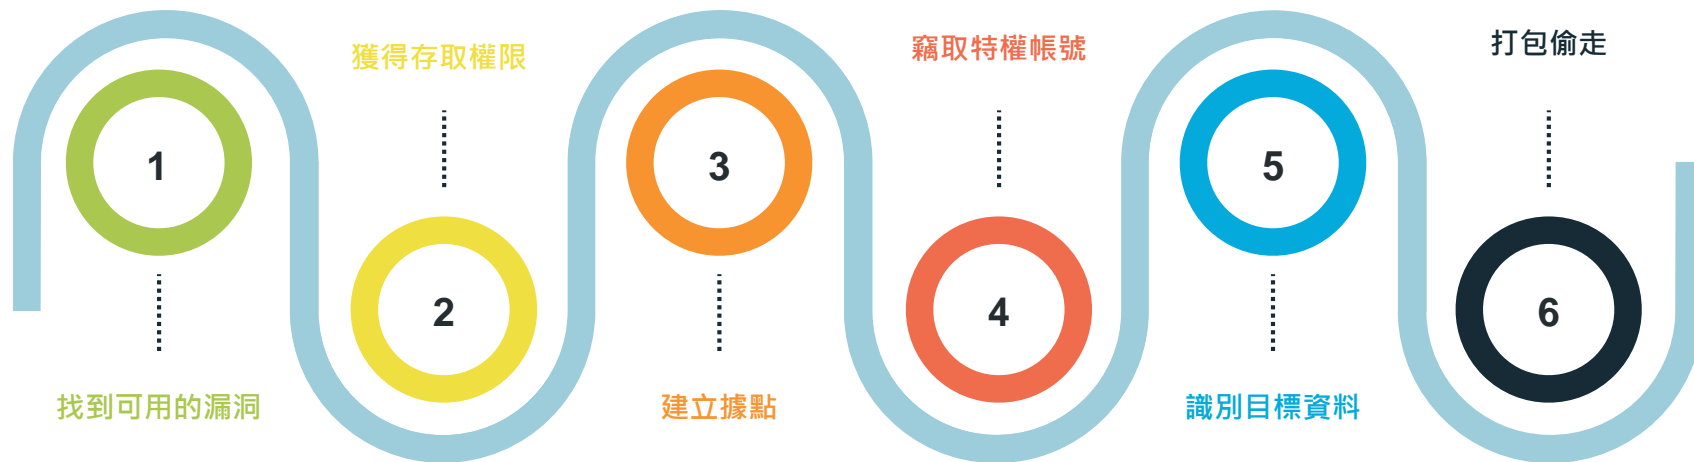 1
找到可用的漏洞
獲得存取權限
2
3
建立據點
竊取特權帳號
4
5
識別目標資料
打包偷走
6